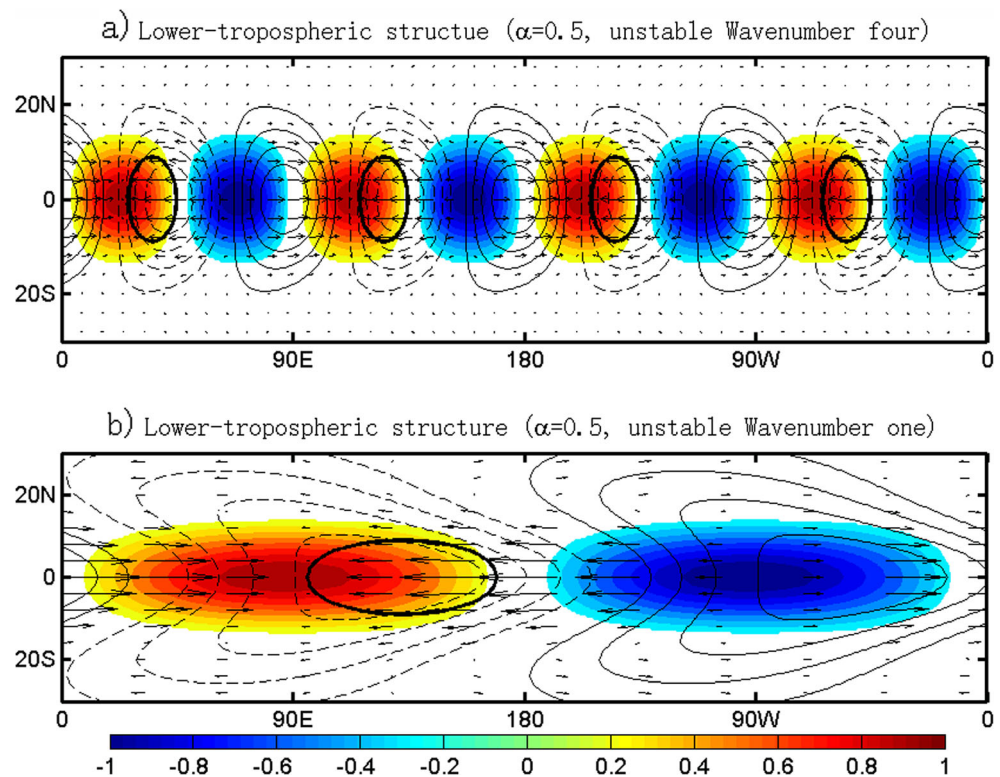 a) Lower-tropospheric structue (α=0.5, unstable Wavenumber four)
20N
0
20S
0 90E 180 90W 0
b) Lower-tropospheric structure (α=0.5, unstable Wavenumber one)
20N
0
20S
0 90E 180 90W 0
-1 -0.8 -0.6 -0.4 -0.2 0 0.2 0.4 0.6 0.8 1